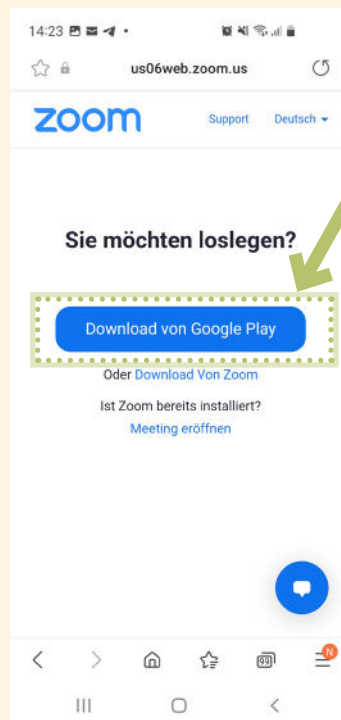 14:23
us06web.zoom.us
zoom
Support Deutsch
Sie möchten loslegen?
Download von Google Play
Oder Download Von Zoom
Ist Zoom bereits installiert?
Meeting eröffnen
99
N